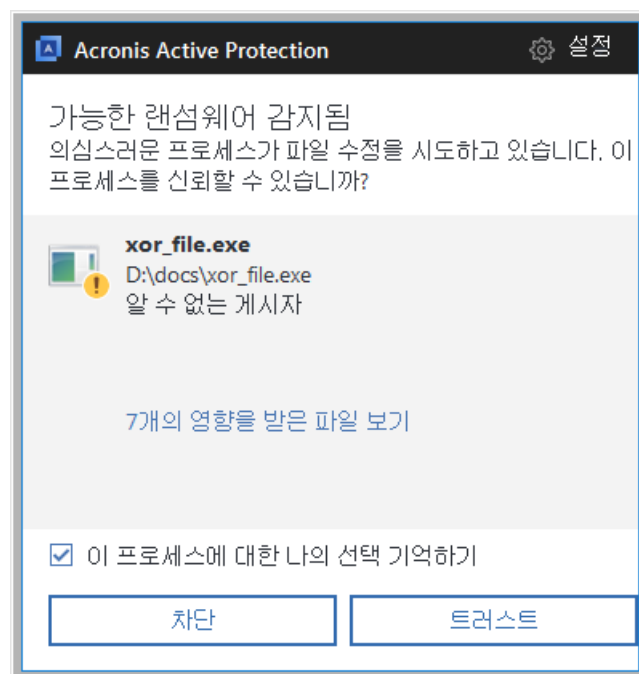 Acronis Active Protection
설정
가능한 랜섬웨어 감지됨
의심스러운 프로세스가 파일 수정을 시도하고 있습니다. 이
프로세스를 신뢰할 수 있습니까?
xor_file.exe
D:\docs\xor_file.exe
알 수 없는 게시자
7개의 영향을 받은 파일 보기
이 프로세스에 대한 나의 선택 기억하기
차단
트러스트